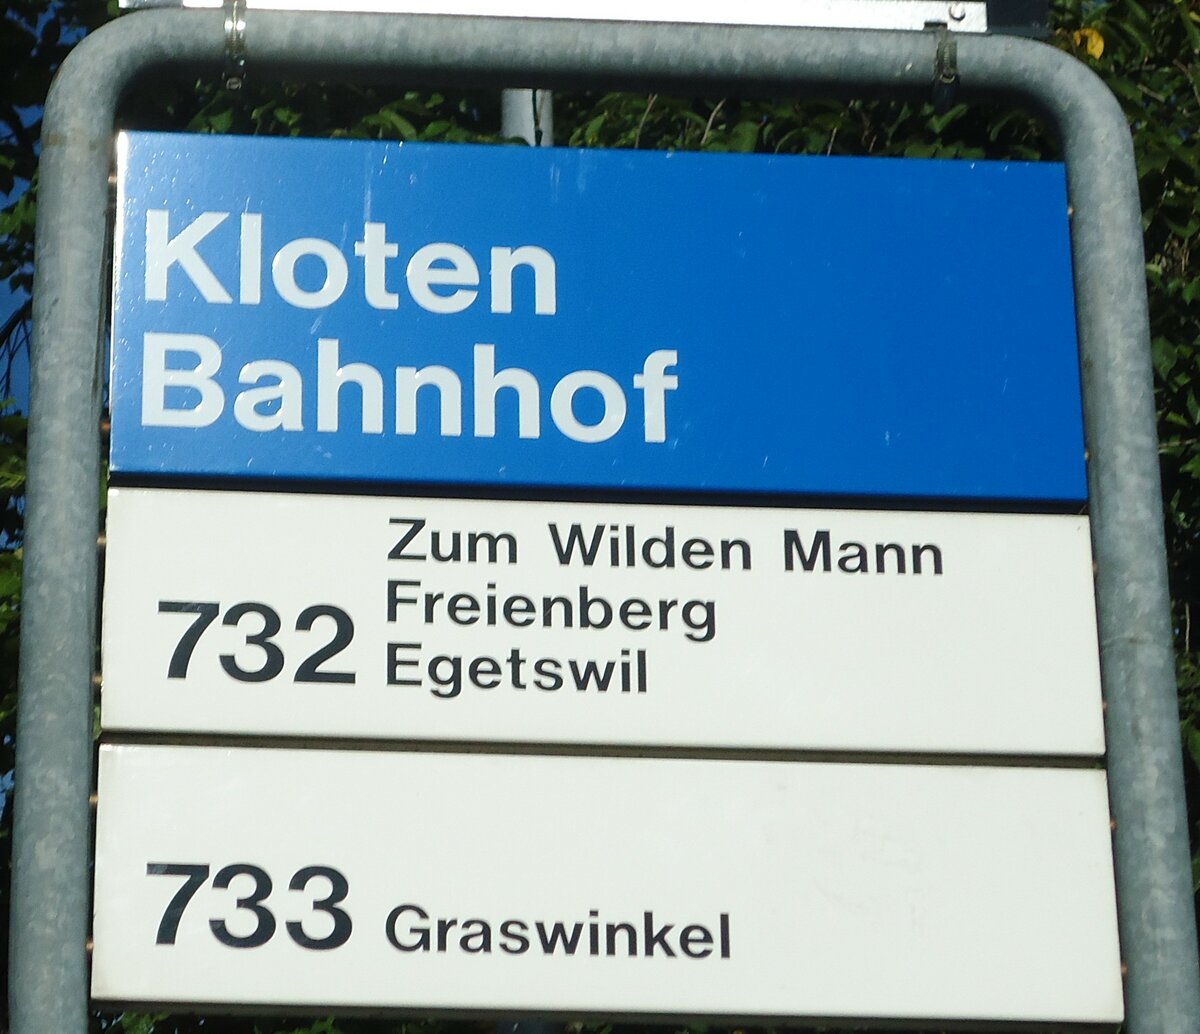 Kloten
Bahnhof
Zum Wilden Mann
732 Freienberg
Egetswil
733 Graswinkel